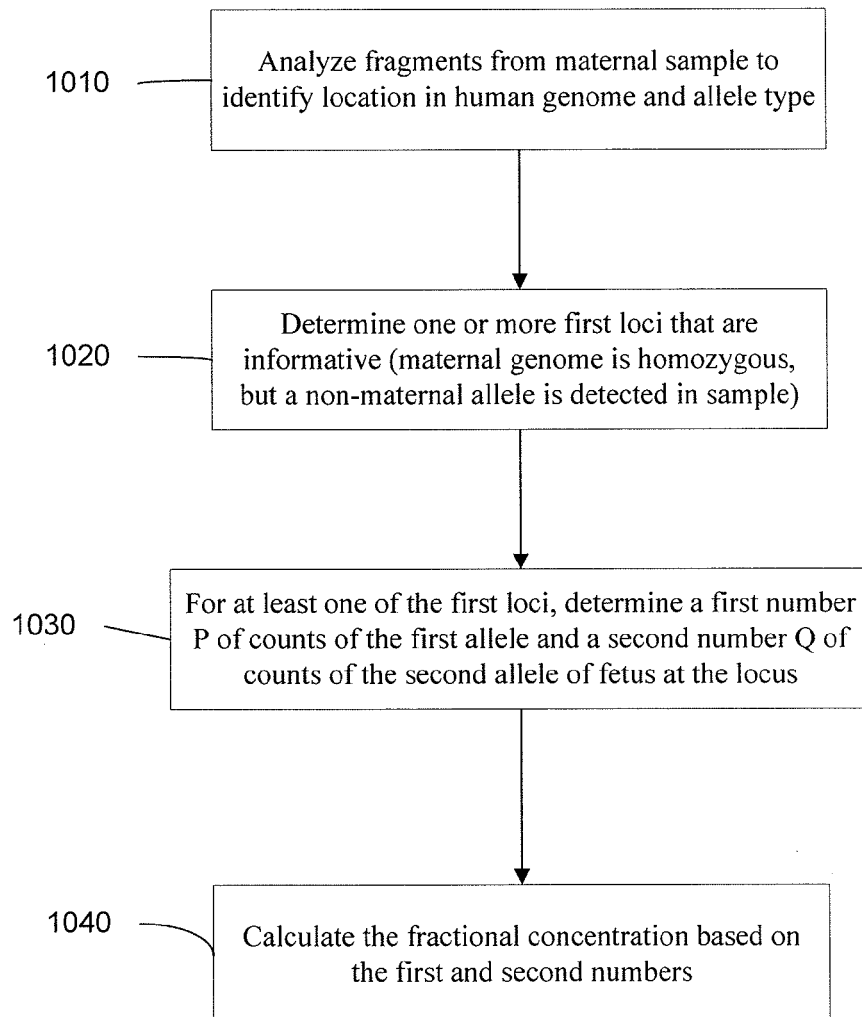 1010
Analyze fragments from maternal sample to
identify location in human genome and allele type
1020
Determine one or more first loci that are
informative (maternal genome is homozygous,
but a non-maternal allele is detected in sample)
1030
For at least one of the first loci, determine a first number
P of counts of the first allele and a second number Q of
counts of the second allele of fetus at the locus
1040
Calculate the fractional concentration based on
the first and second numbers